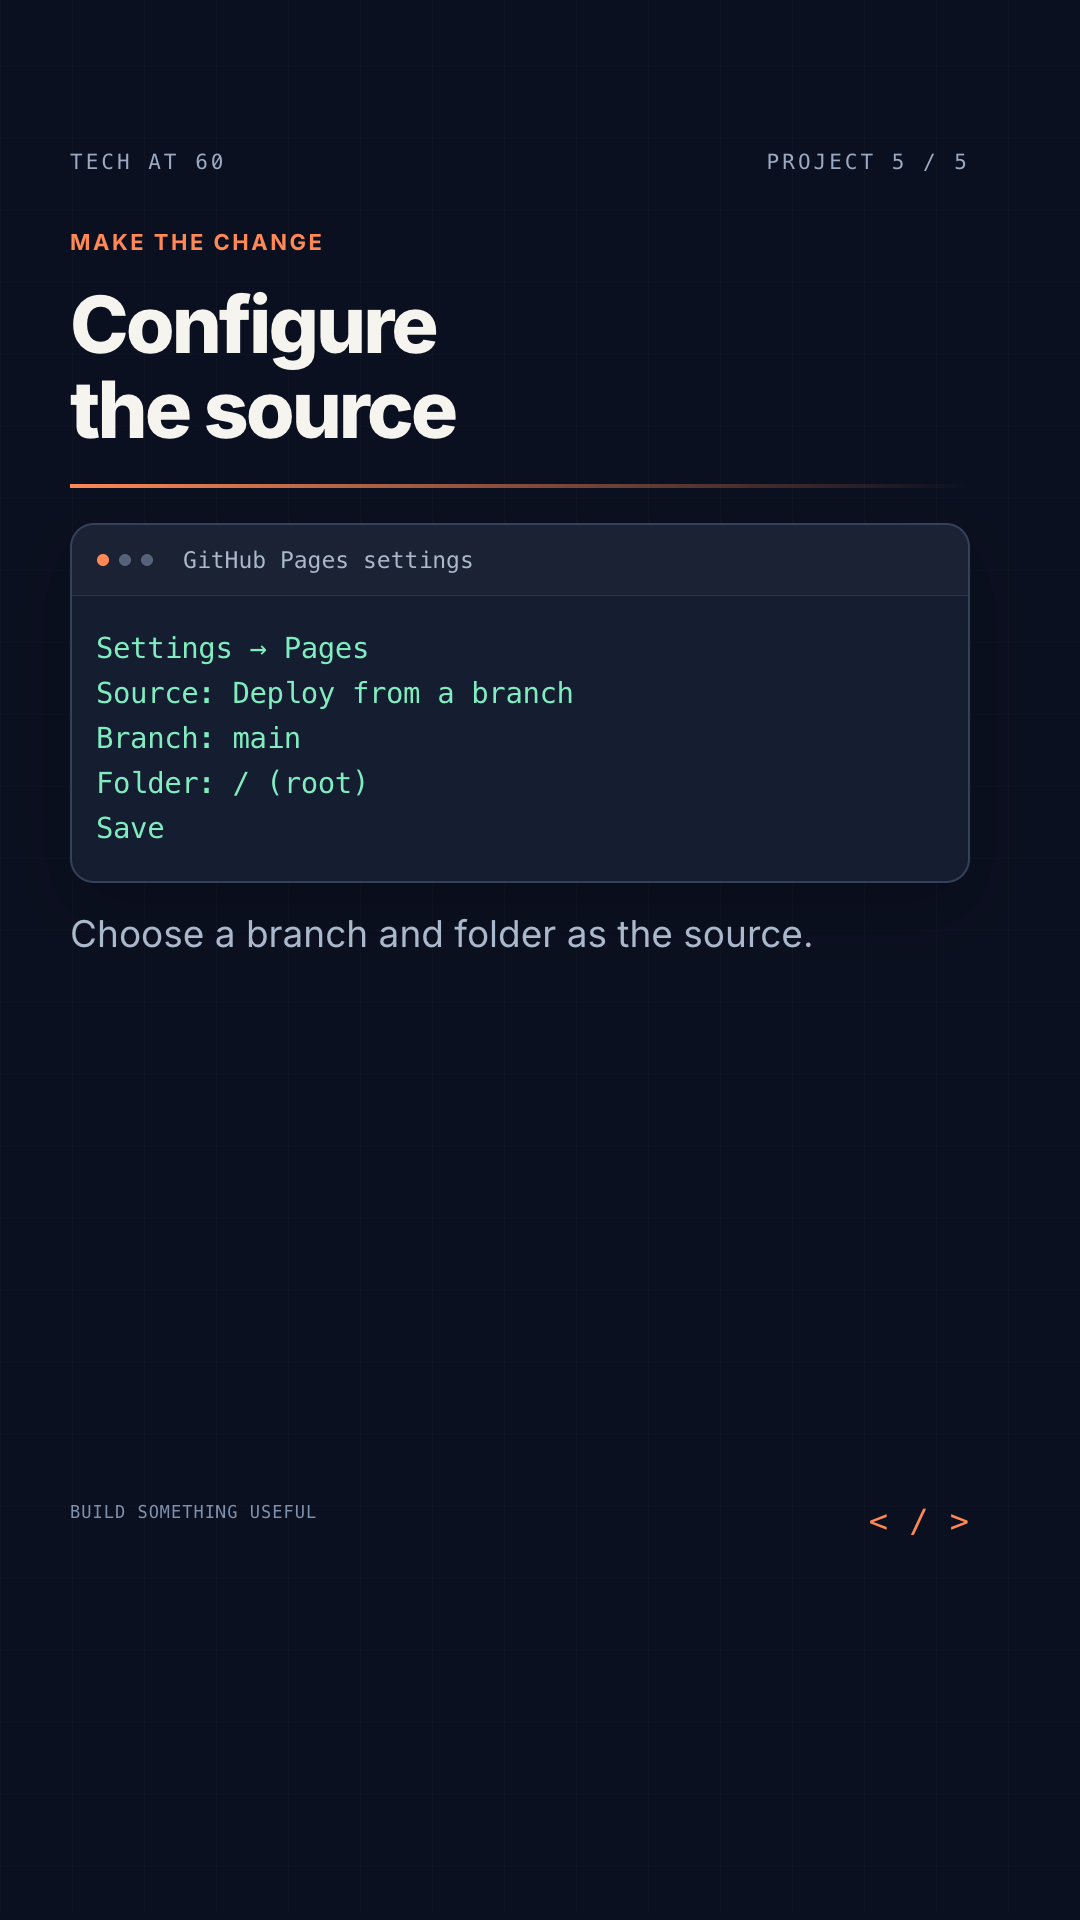 TECH AT 60
PROJECT 5 / 5
MAKE THE CHANGE
Configure
the source
GitHub Pages settings
Settings → Pages
Source: Deploy from a branch
Branch: main
Folder: / (root)
Save
Choose a branch and folder as the source.
BUILD SOMETHING USEFUL
< / >